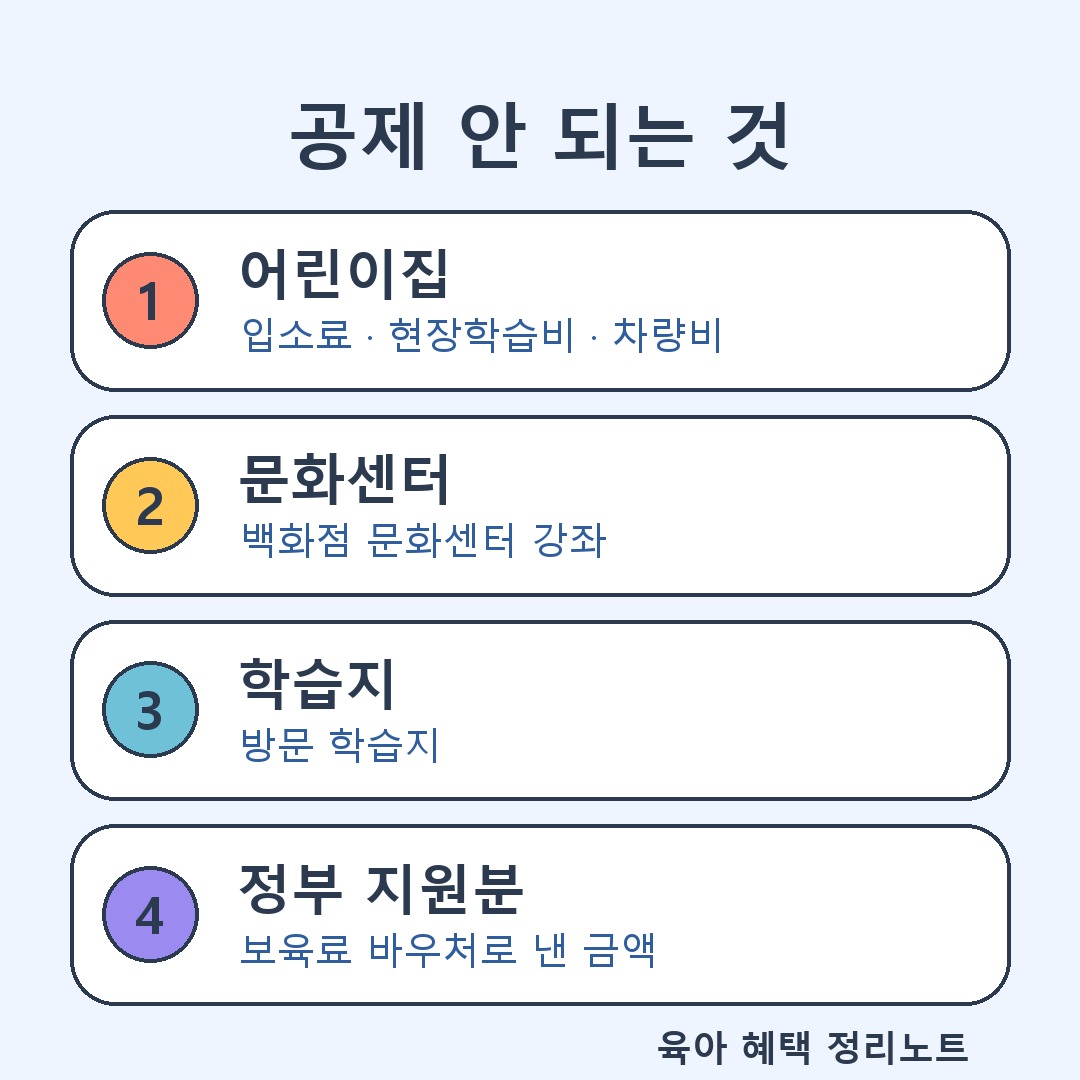 공제 안 되는 것
1
어린이집
입소료 · 현장학습비 · 차량비
2
문화센터
백화점 문화센터 강좌
3
학습지
방문 학습지
4
정부 지원분
보육료 바우처로 낸 금액
육아 혜택 정리노트